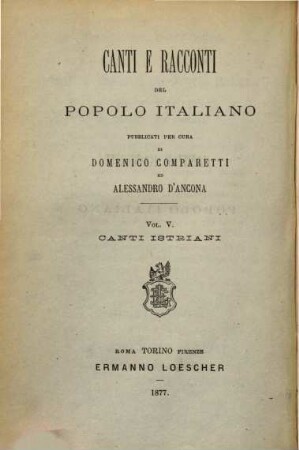 CANTI E RACCONTI
DEL
POPOLO ITALIANO
PUBBLICATI PER CURA
DI
DOMENICO COMPARETTI
ED
ALESSANDRO D'ANCONA
VOL. V.
CANTI ISTRIANI
ROMA TORINO FIRENZE
ERMANNO LOESCHER
1877.